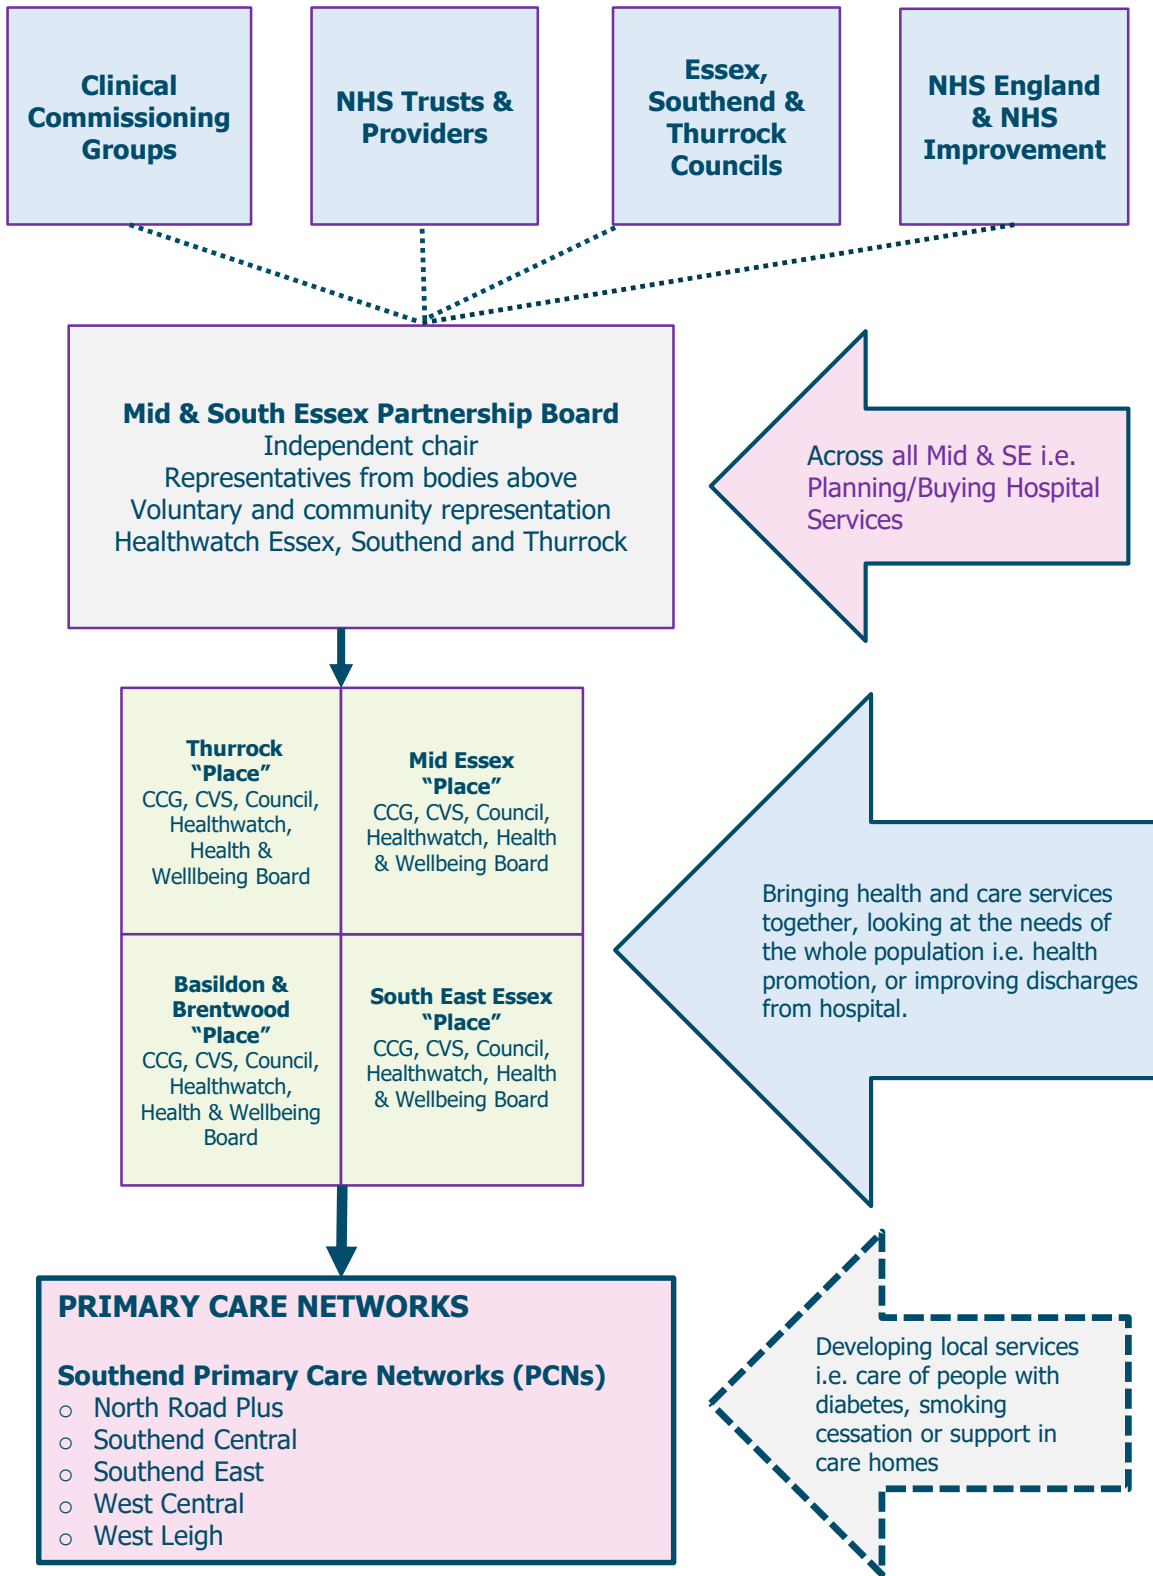 Clinical
Commissioning
Groups
NHS Trusts &
Providers
Essex,
Southend &
Thurrock
Councils
NHS England
& NHS
Improvement
Mid & South Essex Partnership Board
Independent chair
Representatives from bodies above
Voluntary and community representation
Healthwatch Essex, Southend and Thurrock
Across all Mid & SE i.e.
Planning/Buying Hospital
Services
Thurrock
“Place”
CCG, CVS, Council,
Healthwatch,
Health &
Welllbeing Board
Mid Essex
“Place”
CCG, CVS, Council,
Healthwatch, Health
& Wellbeing Board
Basildon &
Brentwood
“Place”
CCG, CVS, Council,
Healthwatch,
Health & Wellbeing
Board
South East Essex
“Place”
CCG, CVS, Council,
Healthwatch, Health
& Wellbeing Board
Bringing health and care services
together, looking at the needs of
the whole population i.e. health
promotion, or improving discharges
from hospital.
PRIMARY CARE NETWORKS
Southend Primary Care Networks (PCNs)
○ North Road Plus
○ Southend Central
○ Southend East
○ West Central
○ West Leigh
Developing local services
i.e. care of people with
diabetes, smoking
cessation or support in
care homes